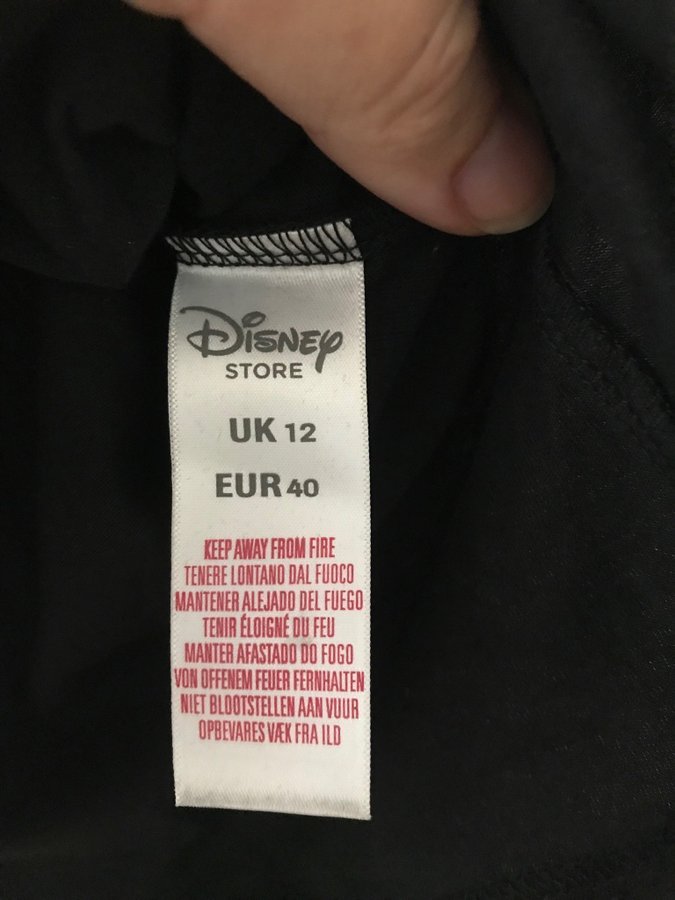 Disney
STORE
UK 12
EUR 40
KEEP AWAY FROM FIRE
TENERE LONTANO DAL FUOCO
MANTENER ALEJADO DEL FUEGO
TENIR ÉLOIGNÉ DU FEU
MANTER AFASTADO DO FOGO
VON OFFENEM FEUER FERNHALTEN
NIET BLOOTSTELLEN AAN VUUR
OPBEVARES VÆK FRA ILD